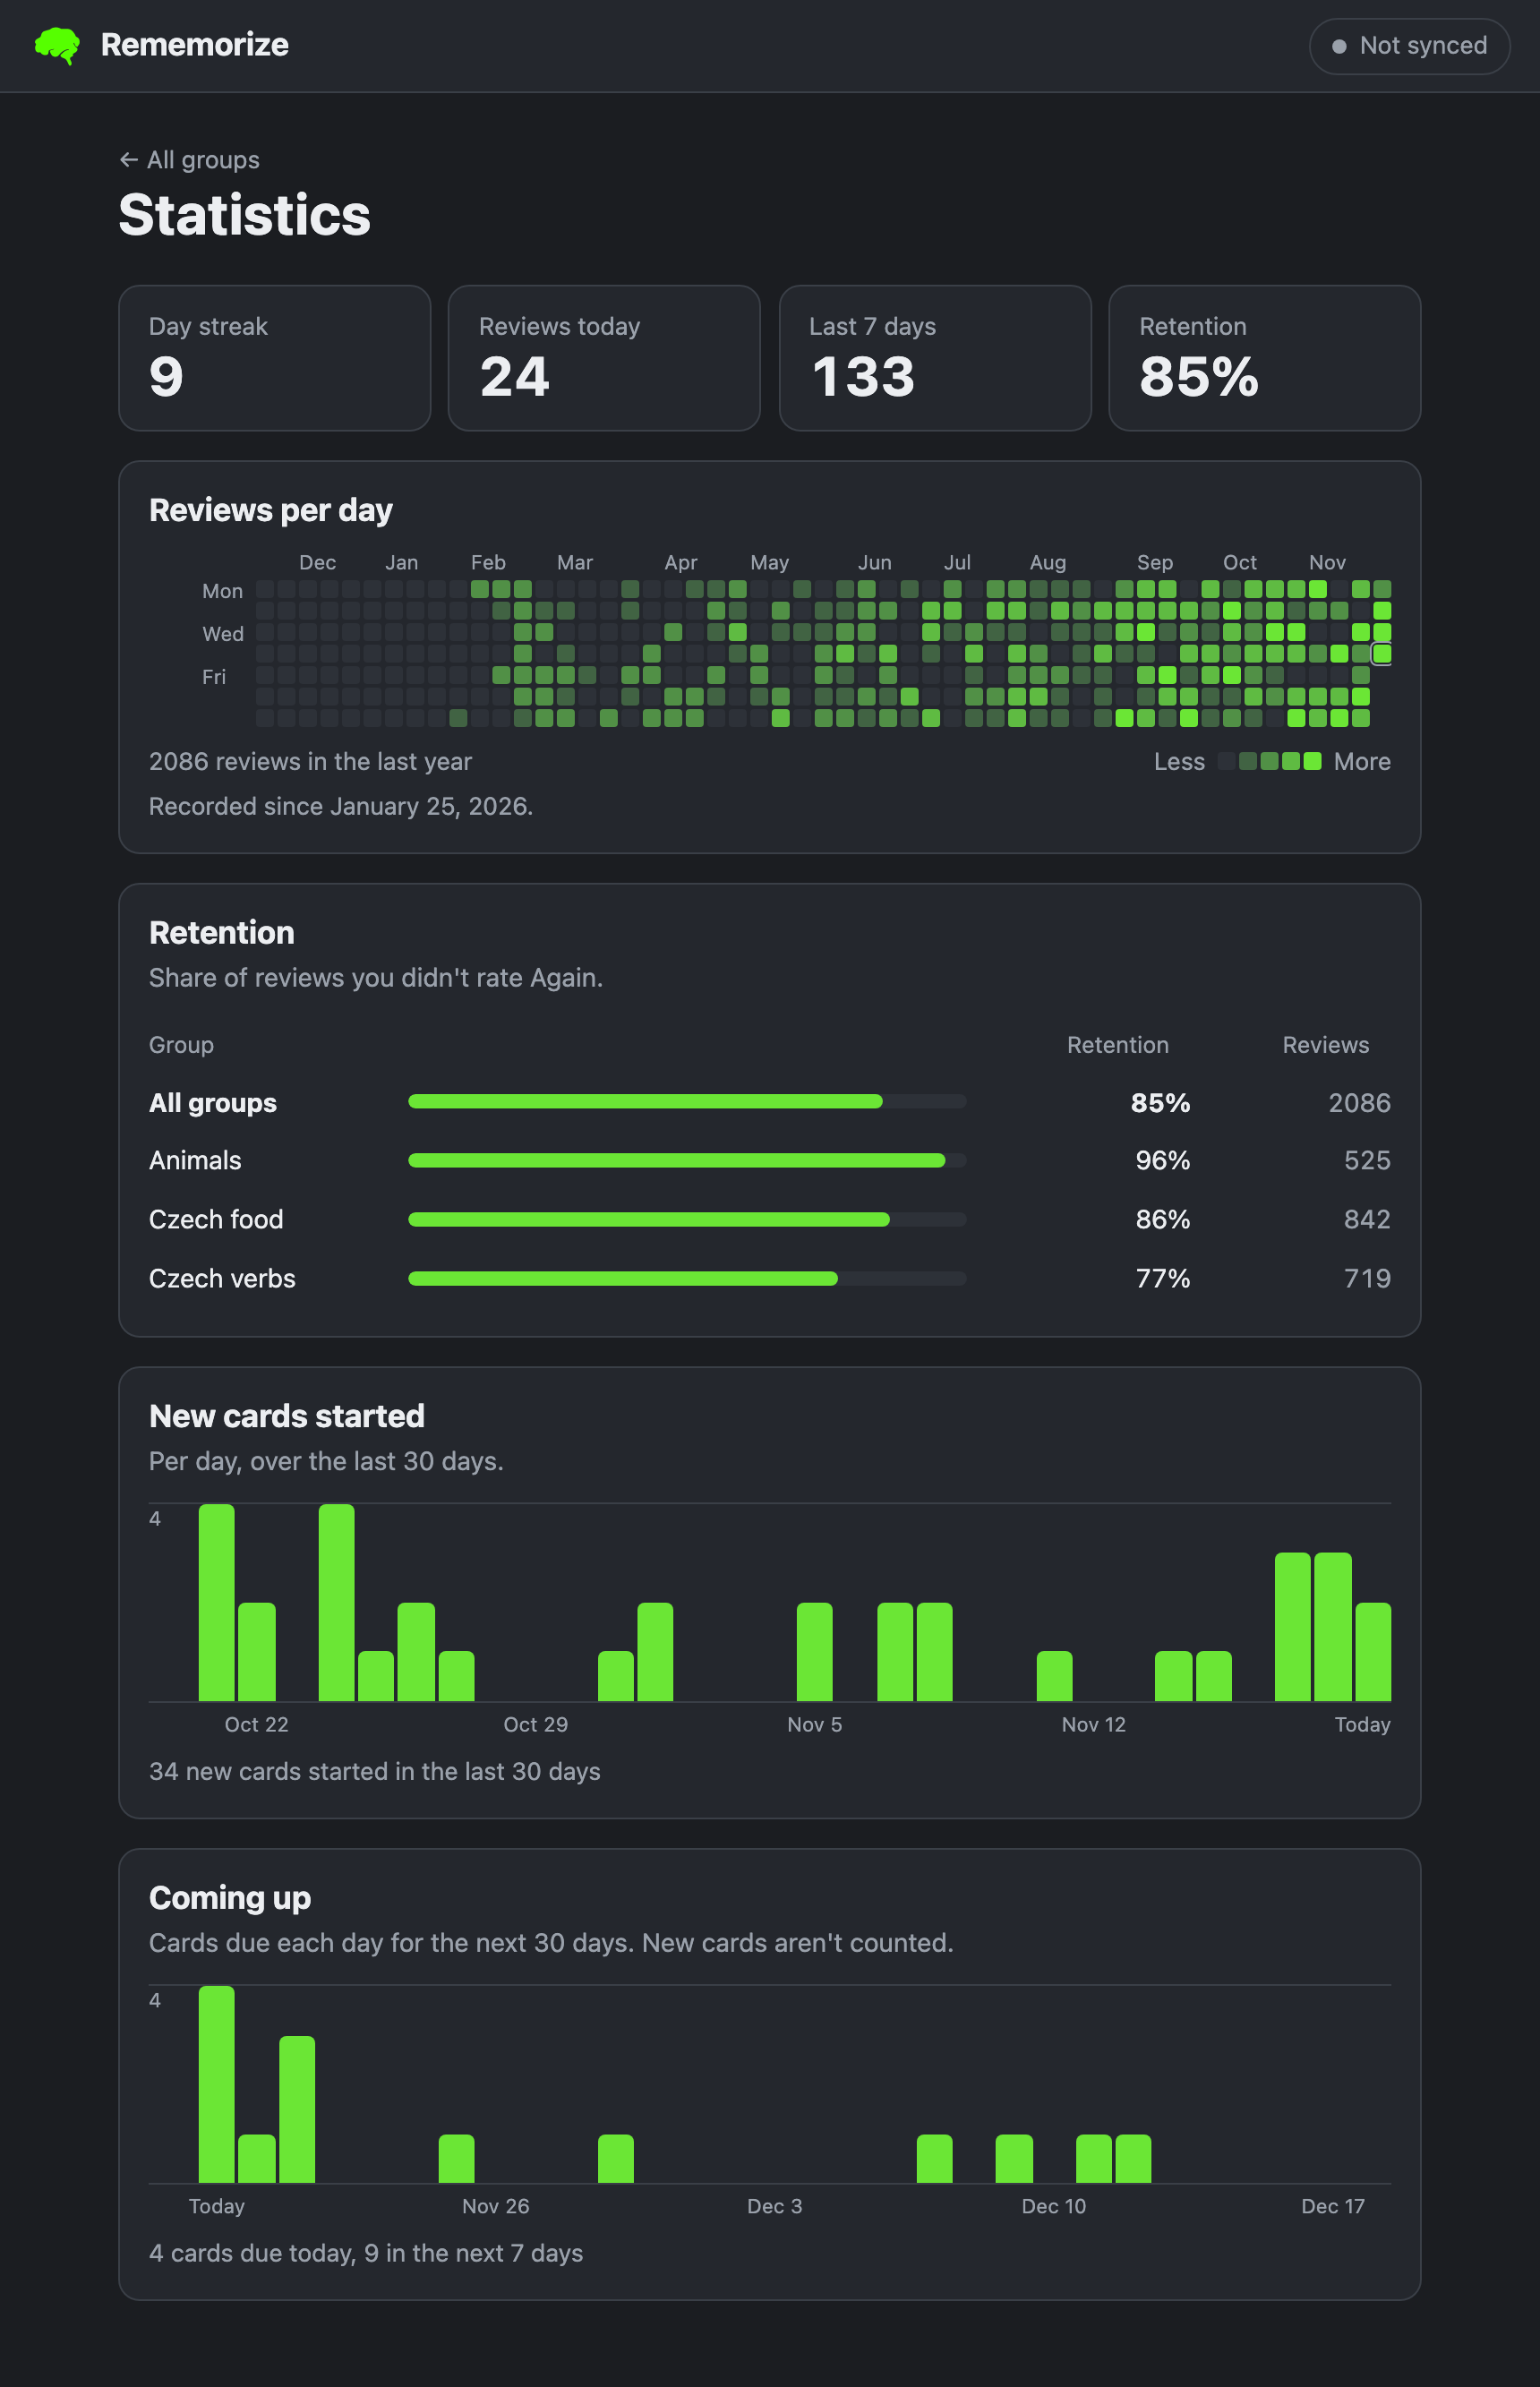 Rememorize
Not synced
← All groups
Statistics
Day streak
9
Reviews today
24
Last 7 days
133
Retention
85%
Reviews per day
Dec Jan Feb Mar Apr May Jun Jul Aug Sep Oct Nov
Mon
Wed
Fri
2086 reviews in the last year
Less More
Recorded since January 25, 2026.
Retention
Share of reviews you didn't rate Again.
Group Retention Reviews
All groups 85% 2086
Animals 96% 525
Czech food 86% 842
Czech verbs 77% 719
New cards started
Per day, over the last 30 days.
4
Oct 22 Oct 29 Nov 5 Nov 12 Today
34 new cards started in the last 30 days
Coming up
Cards due each day for the next 30 days. New cards aren't counted.
4
Today Nov 26 Dec 3 Dec 10 Dec 17
4 cards due today, 9 in the next 7 days